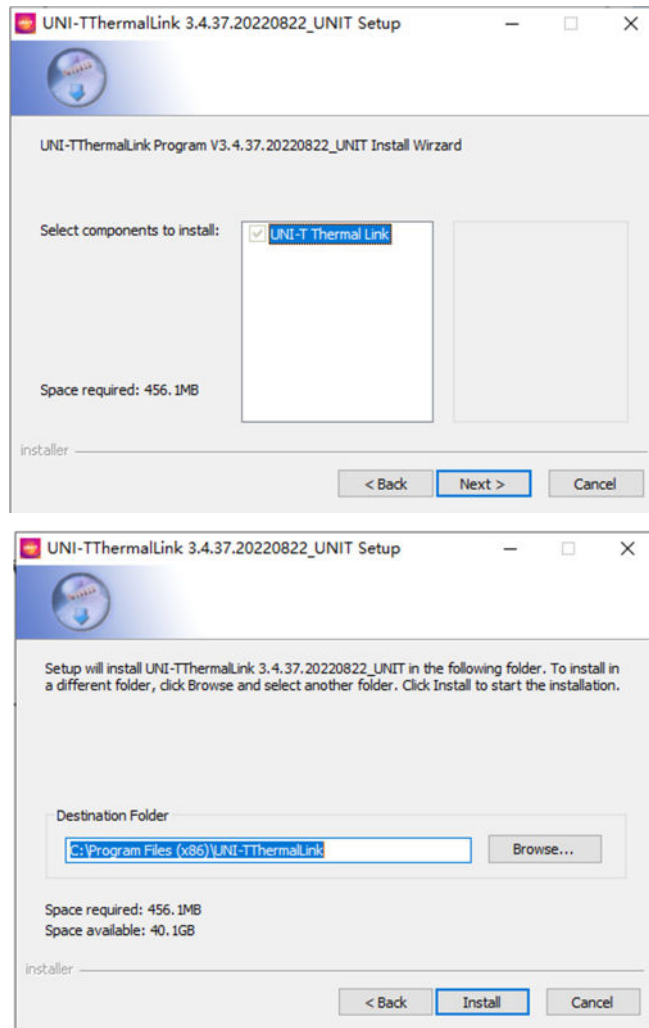 UNI-TThermalLink 3.4.37.20220822_UNIT Setup
UNI-TThermalLink Program V3.4.37.20220822_UNIT Install Wirzard
Select components to install:
UNI-T Thermal Link
Space required: 456.1MB
installer
< Back
Next >
Cancel
UNI-TThermalLink 3.4.37.20220822_UNIT Setup
Setup will install UNI-TThermalLink 3.4.37.20220822_UNIT in the following folder. To install in
a different folder, click Browse and select another folder. Click Install to start the installation.
Destination Folder
C:\Program Files (x86)\UNI-TThermalLink
Browse...
Space required: 456.1MB
Space available: 40.1GB
installer
< Back
Install
Cancel